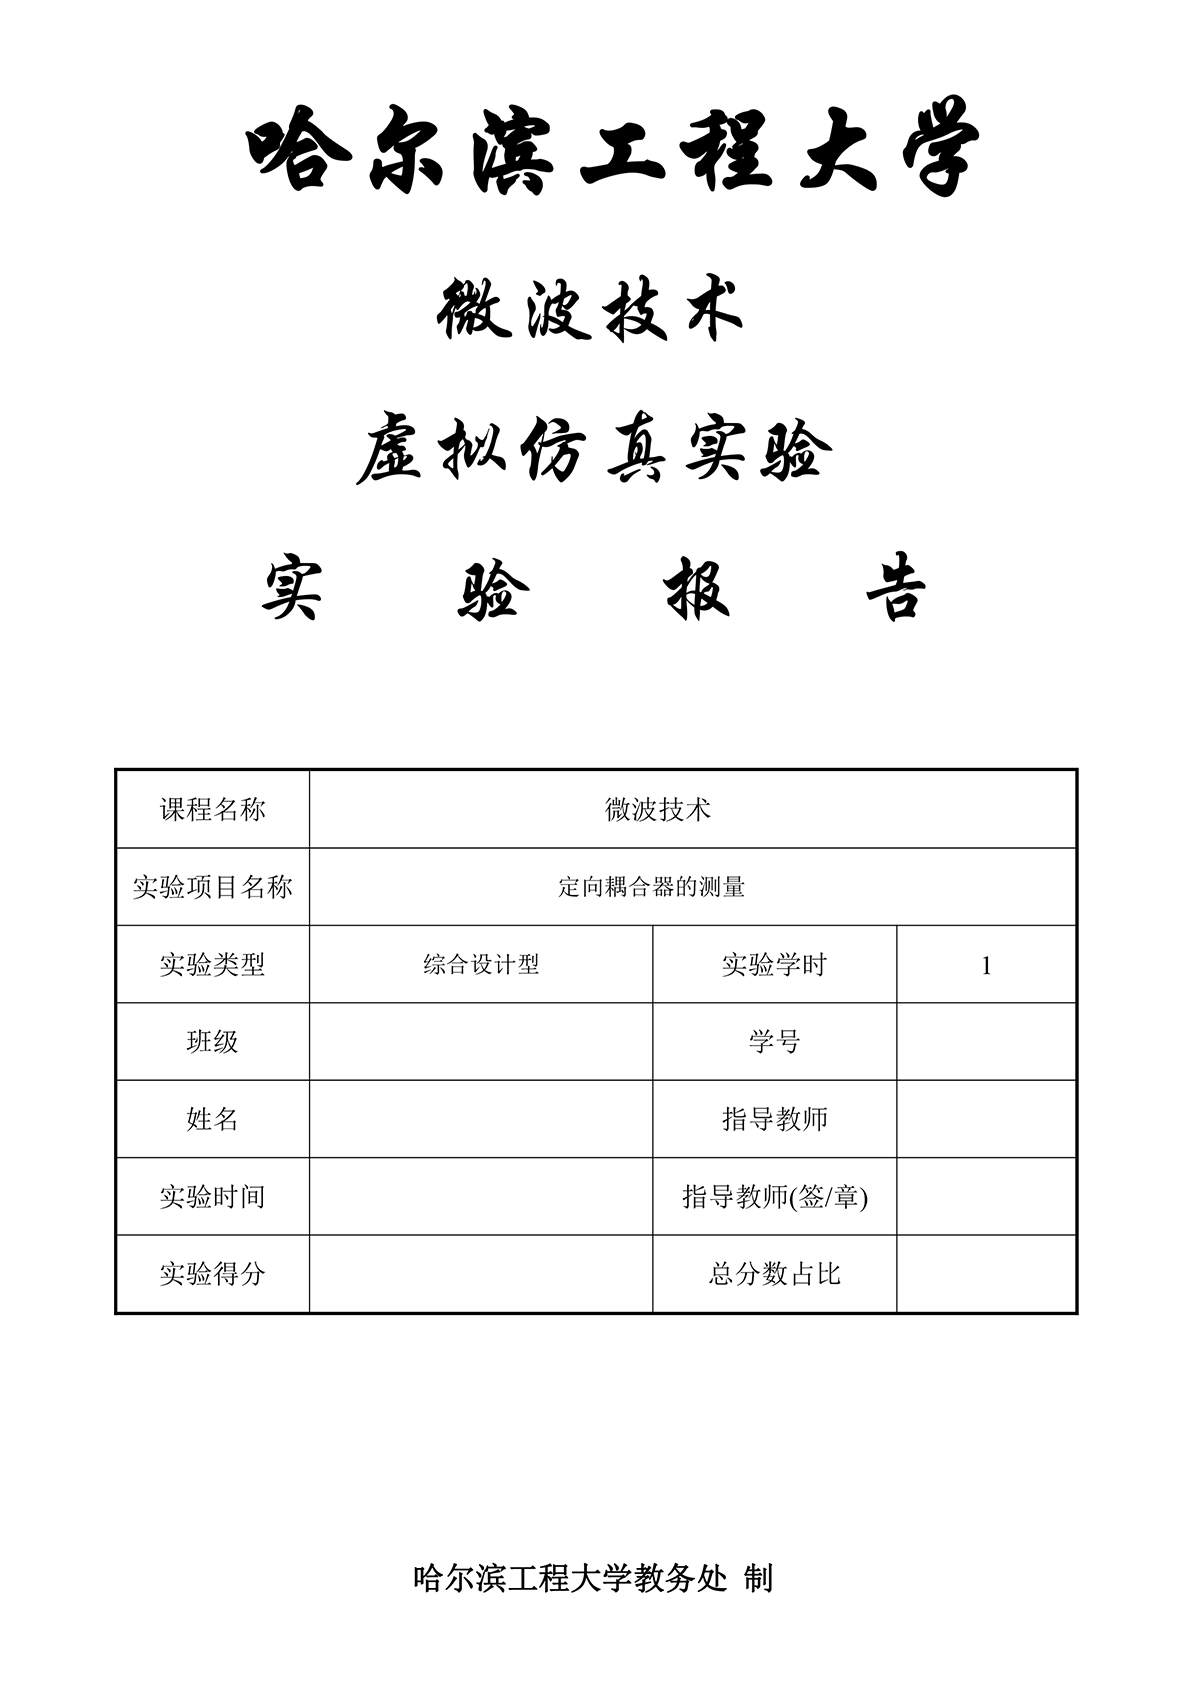 哈尔滨工程大学
微波技术
虚拟仿真实验
实验报告
课程名称 微波技术
实验项目名称 定向耦合器的测量
实验类型 综合设计型 实验学时 1
班级 学号
姓名 指导教师
实验时间 指导教师(签/章)
实验得分 总分数占比
哈尔滨工程大学教务处 制